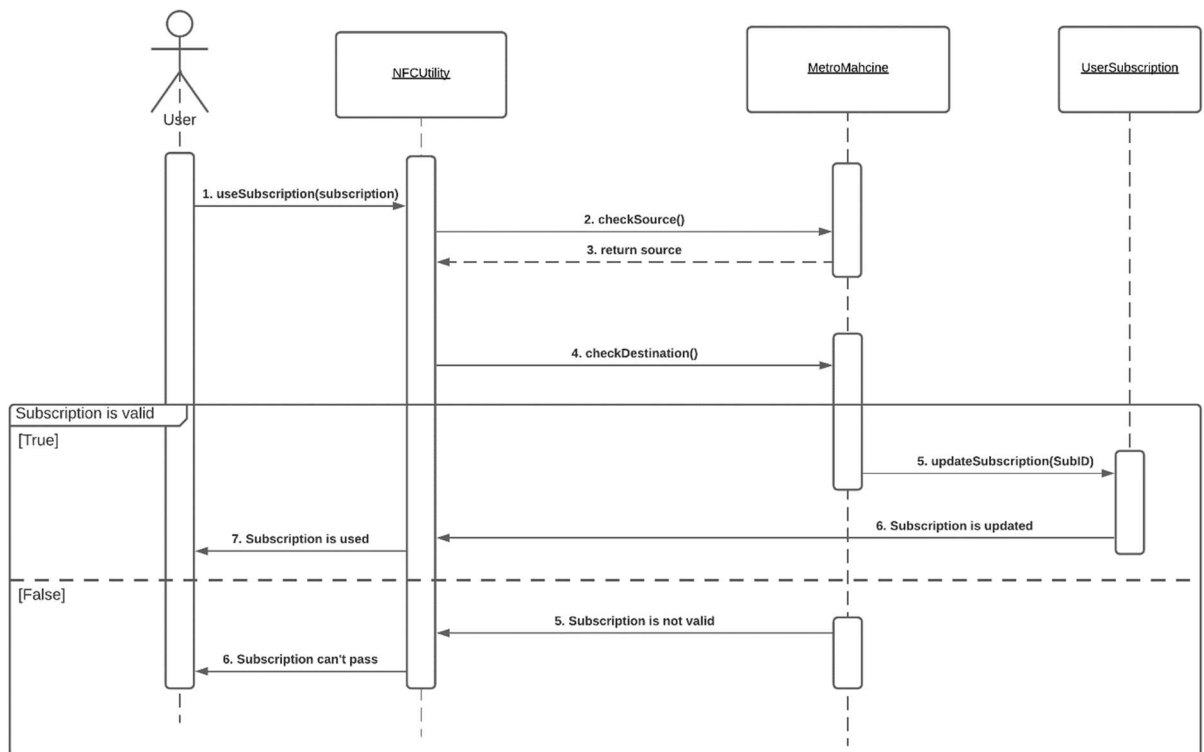 User
NFCUtility
MetroMahcine
UserSubscription
1. useSubscription(subscription)
2. checkSource()
3. return source
4. checkDestination()
Subscription is valid
[True]
5. updateSubscription(SubID)
6. Subscription is updated
7. Subscription is used
[False]
5. Subscription is not valid
6. Subscription can't pass